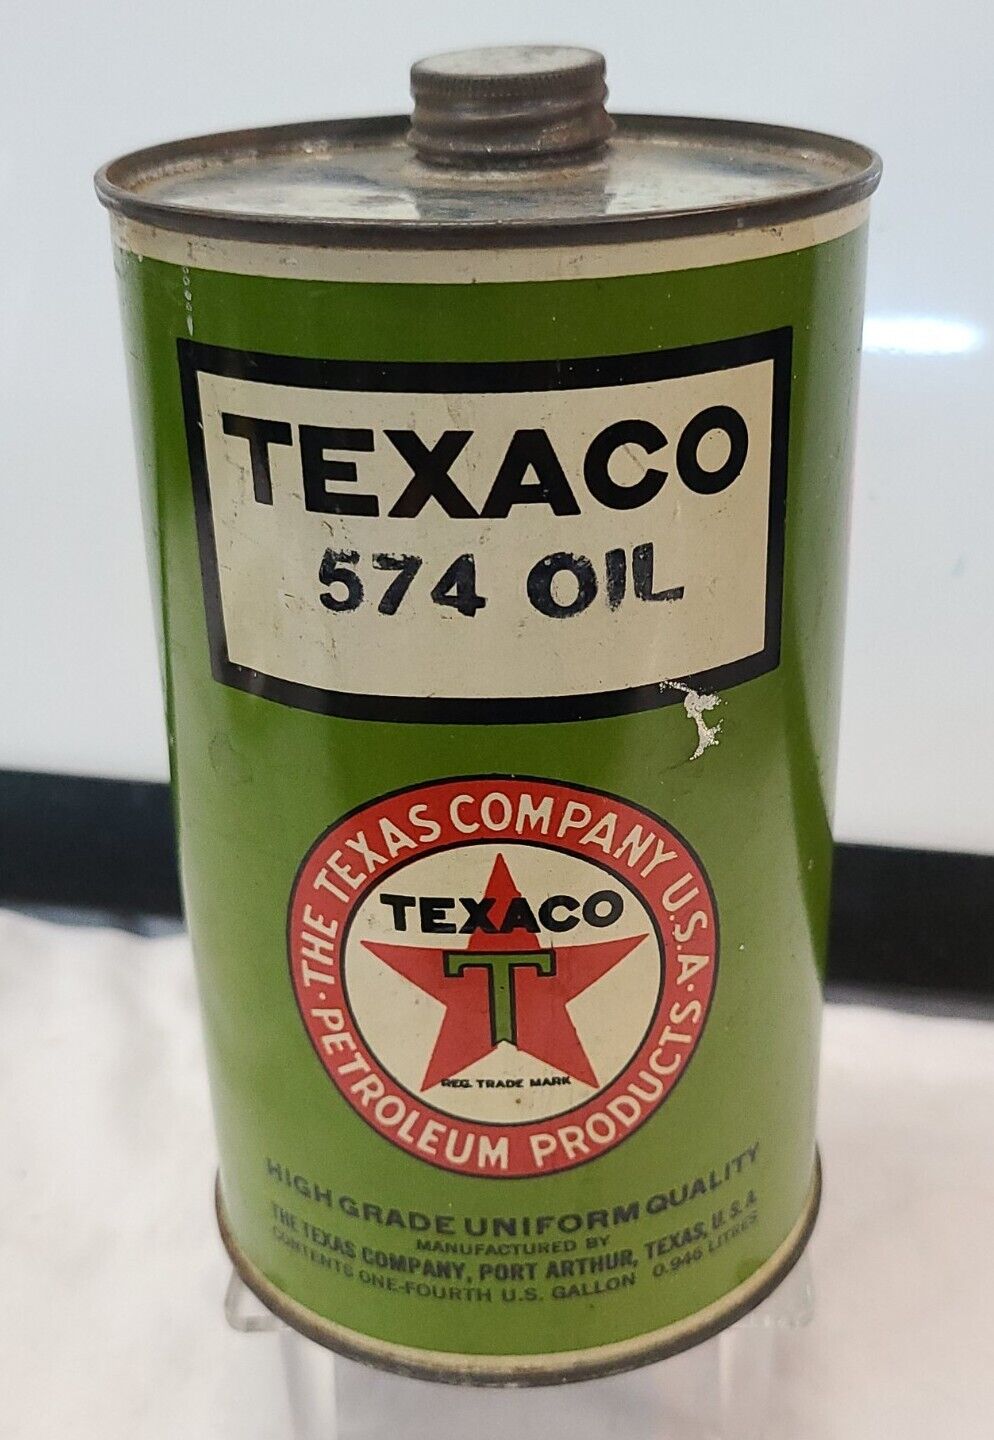 TEXACO
574 OIL
THE TEXAS COMPANY U.S.A.
TEXACO
T
REG. TRADE MARK
PETROLEUM PRODUCTS
HIGH GRADE UNIFORM QUALITY
MANUFACTURED BY
THE TEXAS COMPANY, PORT ARTHUR, TEXAS, U.S.A.
CONTENTS ONE-FOURTH U.S. GALLON 0.946 LITRES